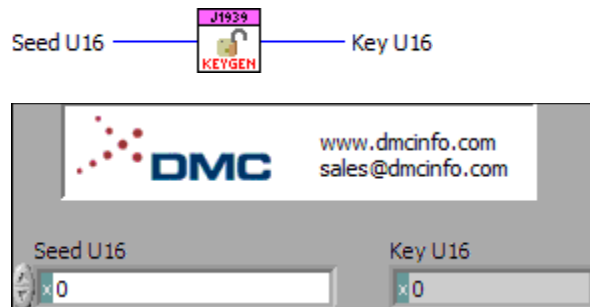 J1939
Seed U16
Key U16
KEYGEN
DMC
www.dmcinfo.com
sales@dmcinfo.com
Seed U16
Key U16
x 0
x 0